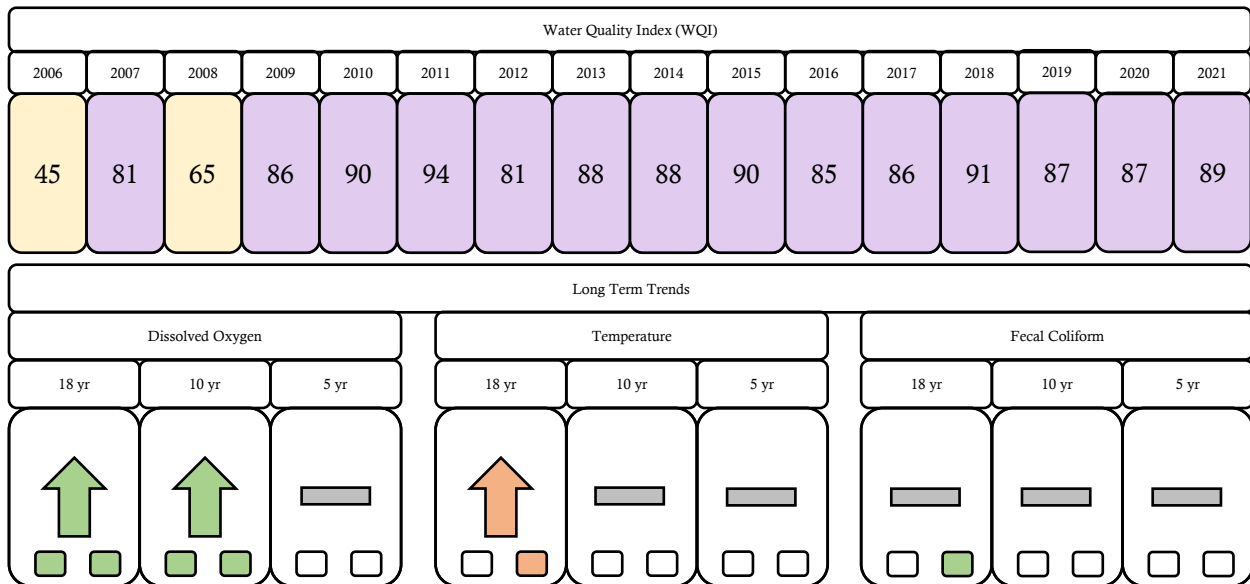 Water Quality Index (WQI)
2006 2007 2008 2009 2010 2011 2012 2013 2014 2015 2016 2017 2018 2019 2020 2021
45 81 65 86 90 94 81 88 88 90 85 86 91 87 87 89
Long Term Trends
Dissolved Oxygen Temperature Fecal Coliform
18 yr 10 yr 5 yr 18 yr 10 yr 5 yr 18 yr 10 yr 5 yr